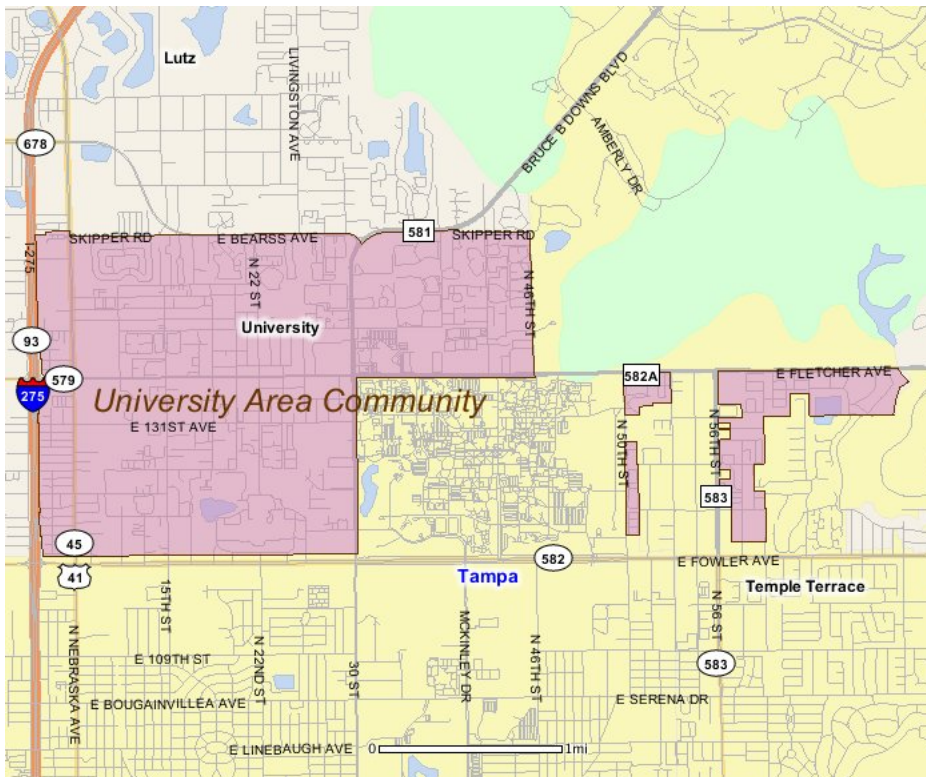 Lutz
LIVINGSTON AVE
BRUCE B DOWNS BLVD
AMBERLY DR
678
SKIPPER RD
E BEARSS AVE
581
SKIPPER RD
I-275
N 22 ST
N 46TH ST
University
93
579
275
582A
E FLETCHER AVE
University Area Community
E 131ST AVE
N 50TH ST
N 56TH ST
583
45
582
E FOWLER AVE
41
Tampa
Temple Terrace
15TH ST
N NEBRASKA AVE
N 22ND ST
30 ST
MCKINLEY DR
N 46TH ST
N 56 ST
E 109TH ST
583
E BOUGAINVILLEA AVE
E SERENA DR
E LINEBAUGH AVE
0 1mi